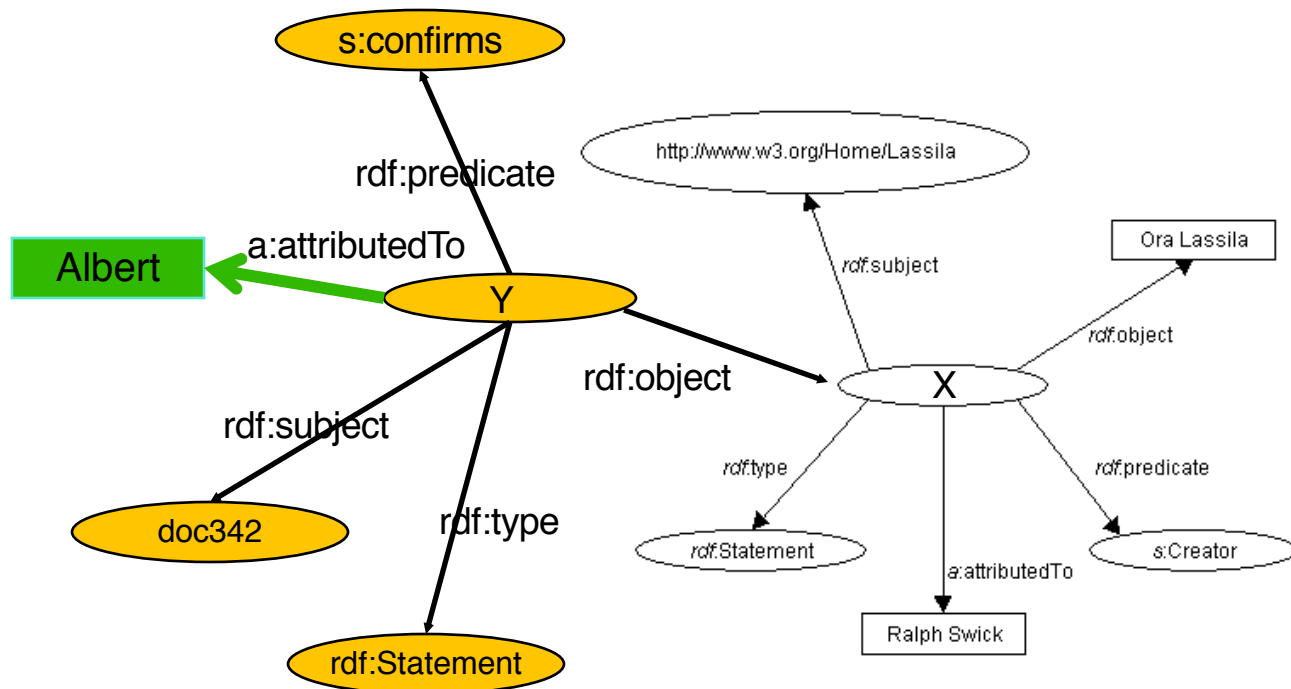 s:confirms
rdf:predicate
http://www.w3.org/Home/Lassila
a:attributedTo
Albert
Ora Lassila
rdf:subject
Y
rdf:object
rdf:object
X
rdf:subject
rdf:type
rdf:predicate
doc342
rdf:type
rdf:Statement
s:Creator
a:attributedTo
Ralph Swick
rdf:Statement